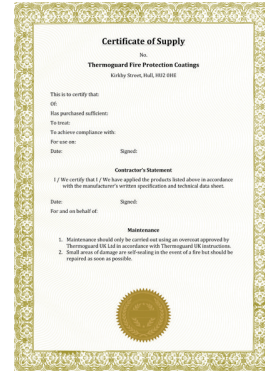 Certificate of Supply
No.
Thermoguard Fire Protection Coatings
Kirkby Street, Hull, HU2 0HE
This is to certify that:
Of:
Has purchased sufficient:
To treat:
To achieve compliance with:
For use on:
Date: Signed:
Contractor's Statement
I / We certify that I / We have applied the products listed above in accordance
with the manufacturer's written specification and technical data sheet.
Date: Signed:
For and on behalf of:
Maintenance
1. Maintenance should only be carried out using an overcoat approved by
Thermoguard UK Ltd in accordance with Thermoguard UK instructions.
2. Small areas of damage are self-sealing in the event of a fire but should be
repaired as soon as possible.